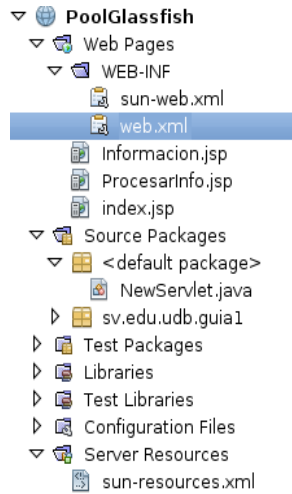 PoolGlassfish
Web Pages
WEB-INF
sun-web.xml
web.xml
Informacion.jsp
ProcesarInfo.jsp
index.jsp
Source Packages
<default package>
NewServlet.java
sv.edu.udb.guia1
Test Packages
Libraries
Test Libraries
Configuration Files
Server Resources
sun-resources.xml